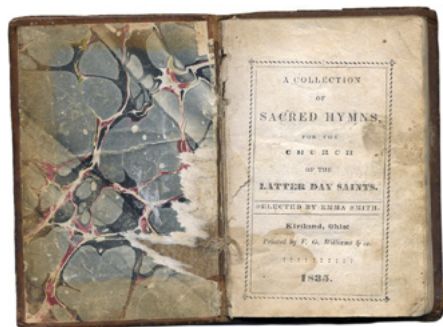 A COLLECTION
OF
SACRED HYMNS,
FOR THE
CHURCH
OF THE
LATTER DAY SAINTS.
SELECTED BY EMMA SMITH.
Kirtland, Ohio:
Printed by F. G. Williams & co.
1835.